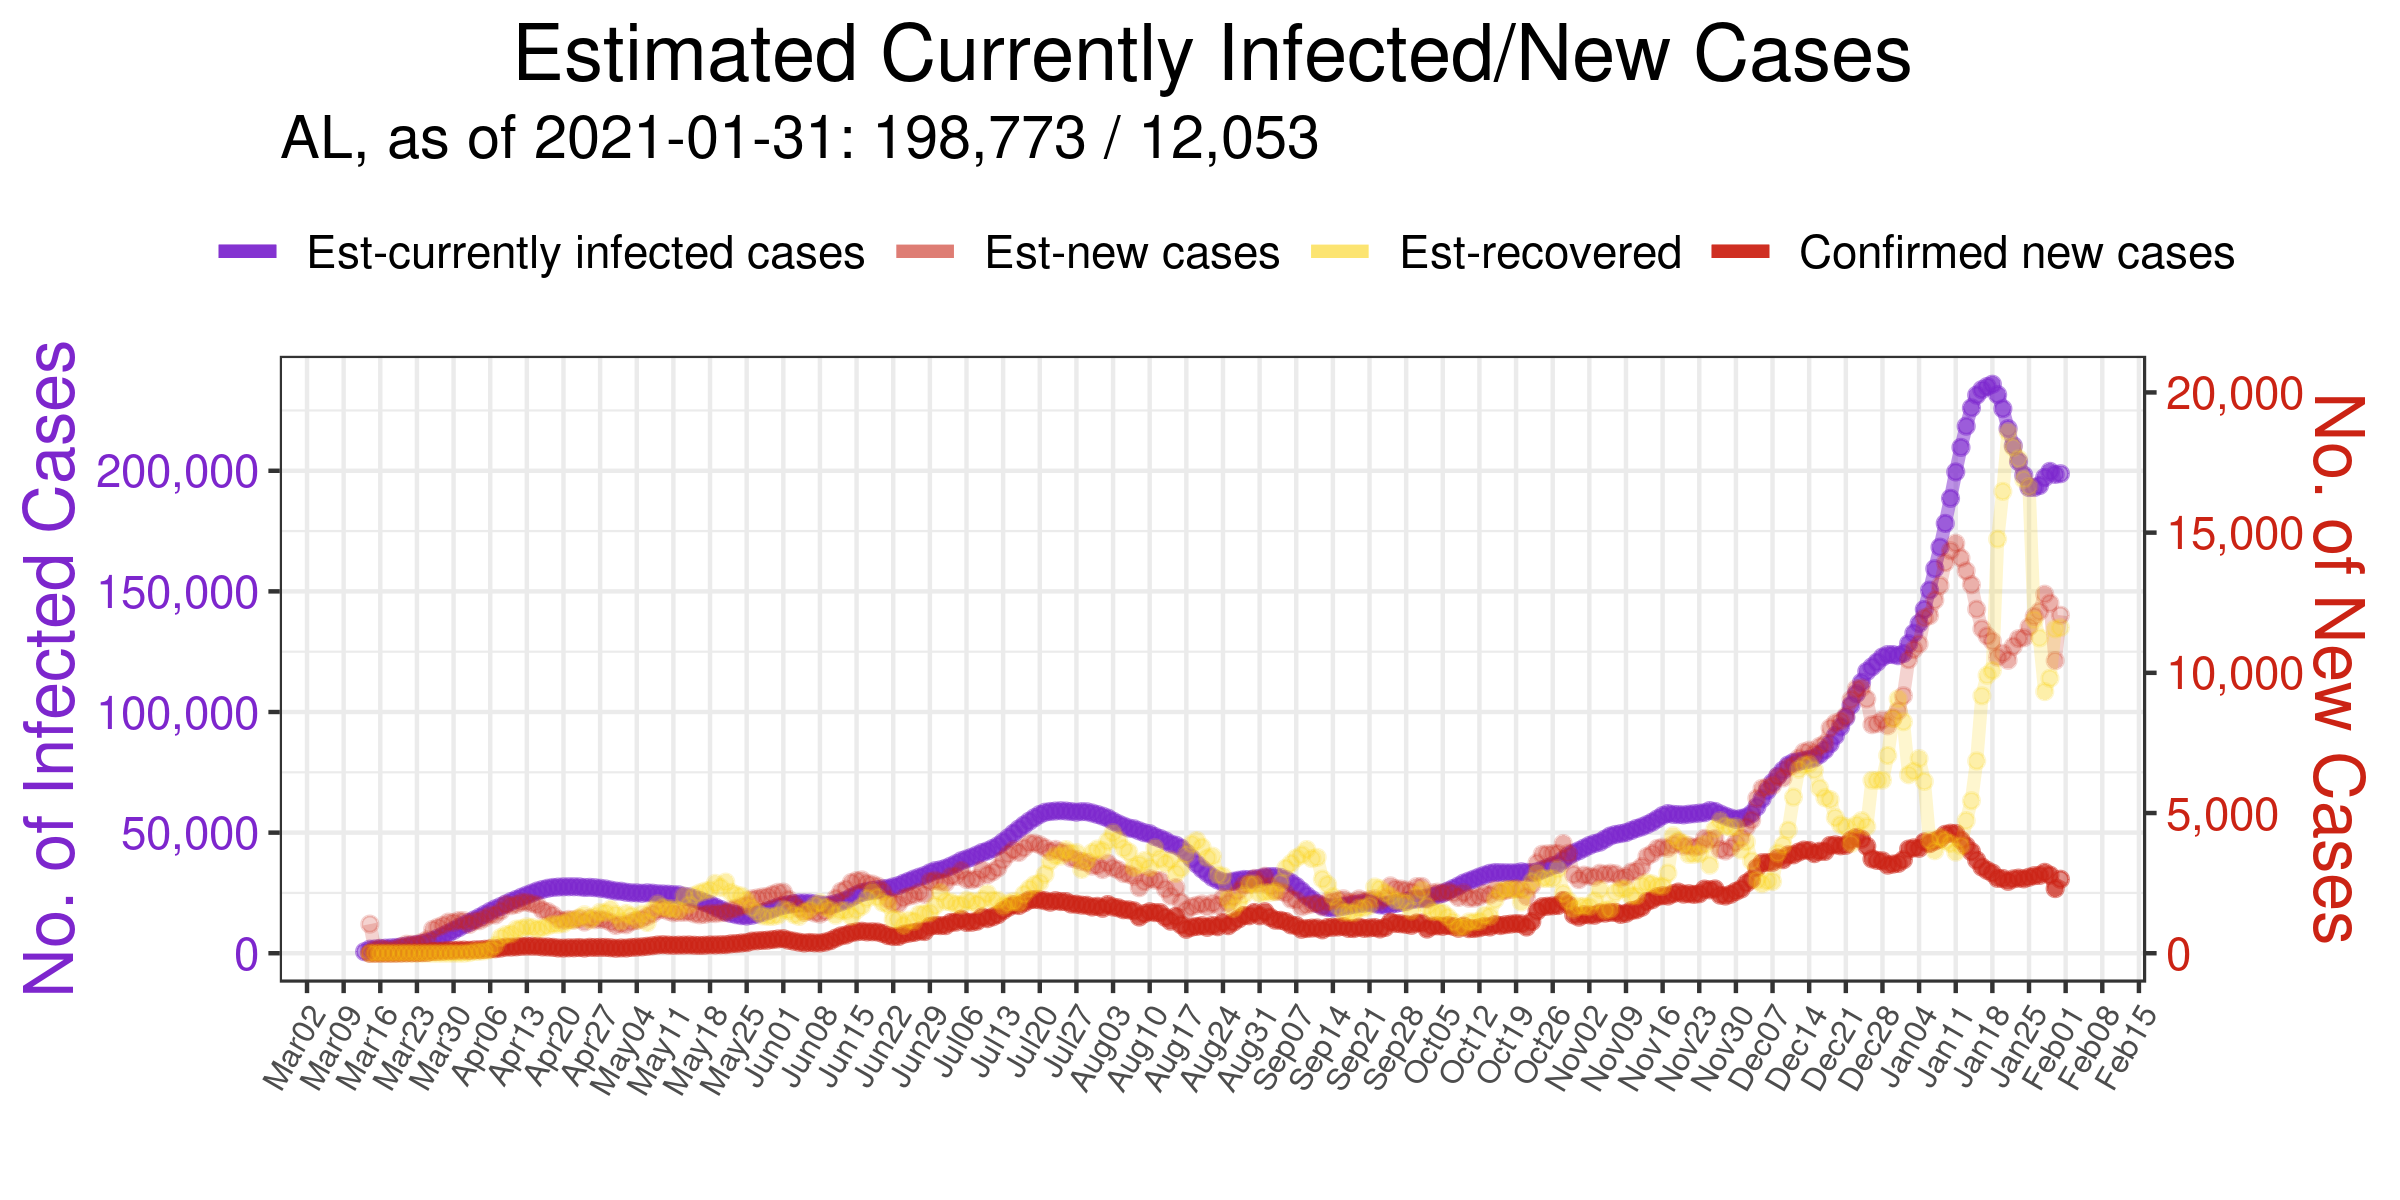 Estimated Currently Infected/New Cases
AL, as of 2021-01-31: 198,773 / 12,053
Est-currently infected cases Est-new cases Est-recovered Confirmed new cases
No. of Infected Cases
200,000
150,000
100,000
50,000
0
20,000
15,000
10,000
5,000
0
No. of New Cases
Mar02 Mar09 Mar16 Mar23 Mar30 Apr06 Apr13 Apr20 Apr27 May04 May11 May18 May25 Jun01 Jun08 Jun15 Jun22 Jun29 Jul06 Jul13 Jul20 Jul27 Aug03 Aug10 Aug17 Aug24 Aug31 Sep07 Sep14 Sep21 Sep28 Oct05 Oct12 Oct19 Oct26 Nov02 Nov09 Nov16 Nov23 Nov30 Dec07 Dec14 Dec21 Dec28 Jan04 Jan11 Jan18 Jan25 Feb01 Feb08 Feb15